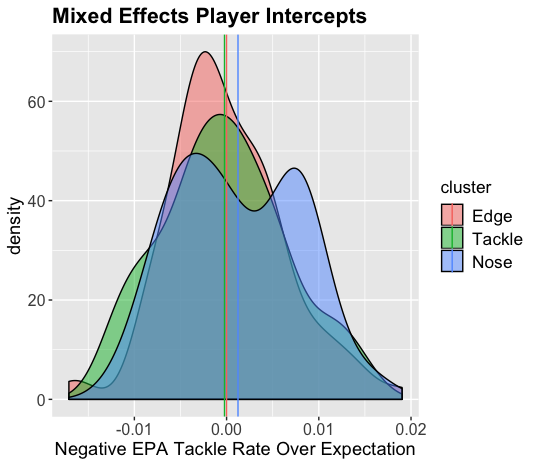 Mixed Effects Player Intercepts
density
60
40
20
0
-0.01
0.00
0.01
0.02
Negative EPA Tackle Rate Over Expectation
cluster
Edge
Tackle
Nose